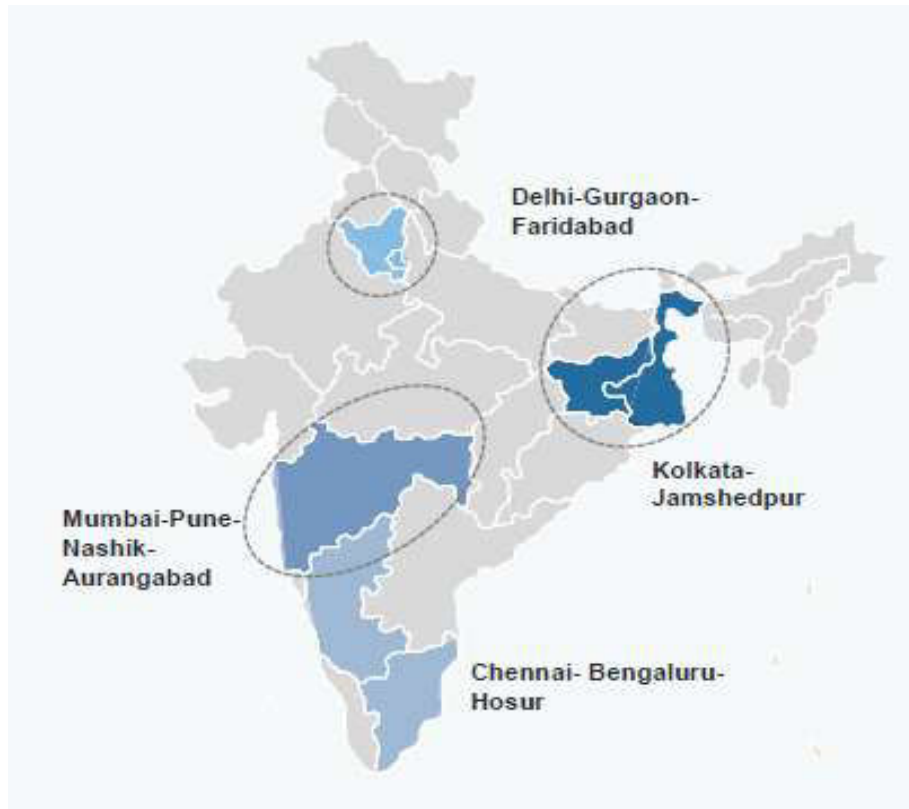 Delhi-Gurgaon-
Faridabad
Kolkata-
Jamshedpur
Mumbai-Pune-
Nashik-
Aurangabad
Chennai- Bengaluru-
Hosur